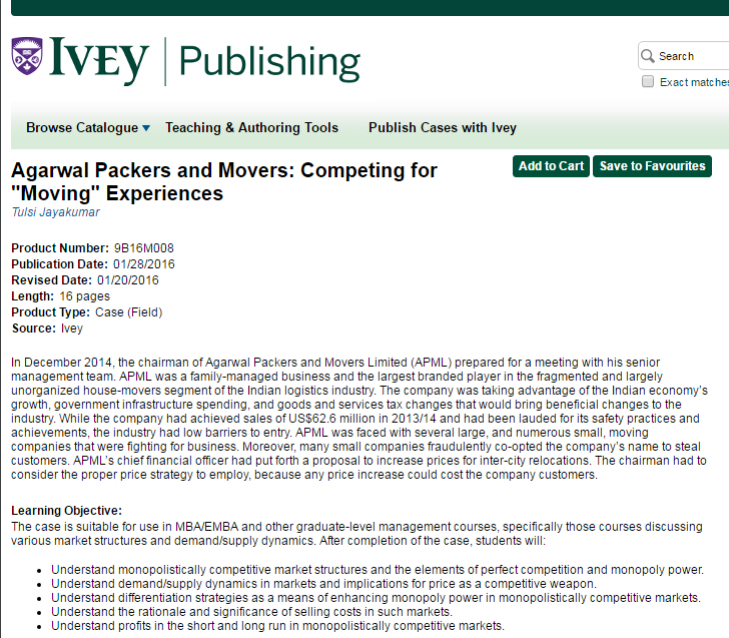 IVEY Publishing
Search
Exact matches
Browse Catalogue ▾ Teaching & Authoring Tools Publish Cases with Ivey
Agarwal Packers and Movers: Competing for
"Moving" Experiences
Add to Cart Save to Favourites
Tulsi Jayakumar
Product Number: 9B16M008
Publication Date: 01/28/2016
Revised Date: 01/20/2016
Length: 16 pages
Product Type: Case (Field)
Source: Ivey
In December 2014, the chairman of Agarwal Packers and Movers Limited (APML) prepared for a meeting with his senior
management team. APML was a family-managed business and the largest branded player in the fragmented and largely
unorganized house-movers segment of the Indian logistics industry. The company was taking advantage of the Indian economy's
growth, government infrastructure spending, and goods and services tax changes that would bring beneficial changes to the
industry. While the company had achieved sales of US$62.6 million in 2013/14 and had been lauded for its safety practices and
achievements, the industry had low barriers to entry. APML was faced with several large, and numerous small, moving
companies that were fighting for business. Moreover, many small companies fraudulently co-opted the company's name to steal
customers. APML's chief financial officer had put forth a proposal to increase prices for inter-city relocations. The chairman had to
consider the proper price strategy to employ, because any price increase could cost the company customers.
Learning Objective:
The case is suitable for use in MBA/EMBA and other graduate-level management courses, specifically those courses discussing
various market structures and demand/supply dynamics. After completion of the case, students will:
• Understand monopolistically competitive market structures and the elements of perfect competition and monopoly power.
• Understand demand/supply dynamics in markets and implications for price as a competitive weapon.
• Understand differentiation strategies as a means of enhancing monopoly power in monopolistically competitive markets.
• Understand the rationale and significance of selling costs in such markets.
• Understand profits in the short and long run in monopolistically competitive markets.